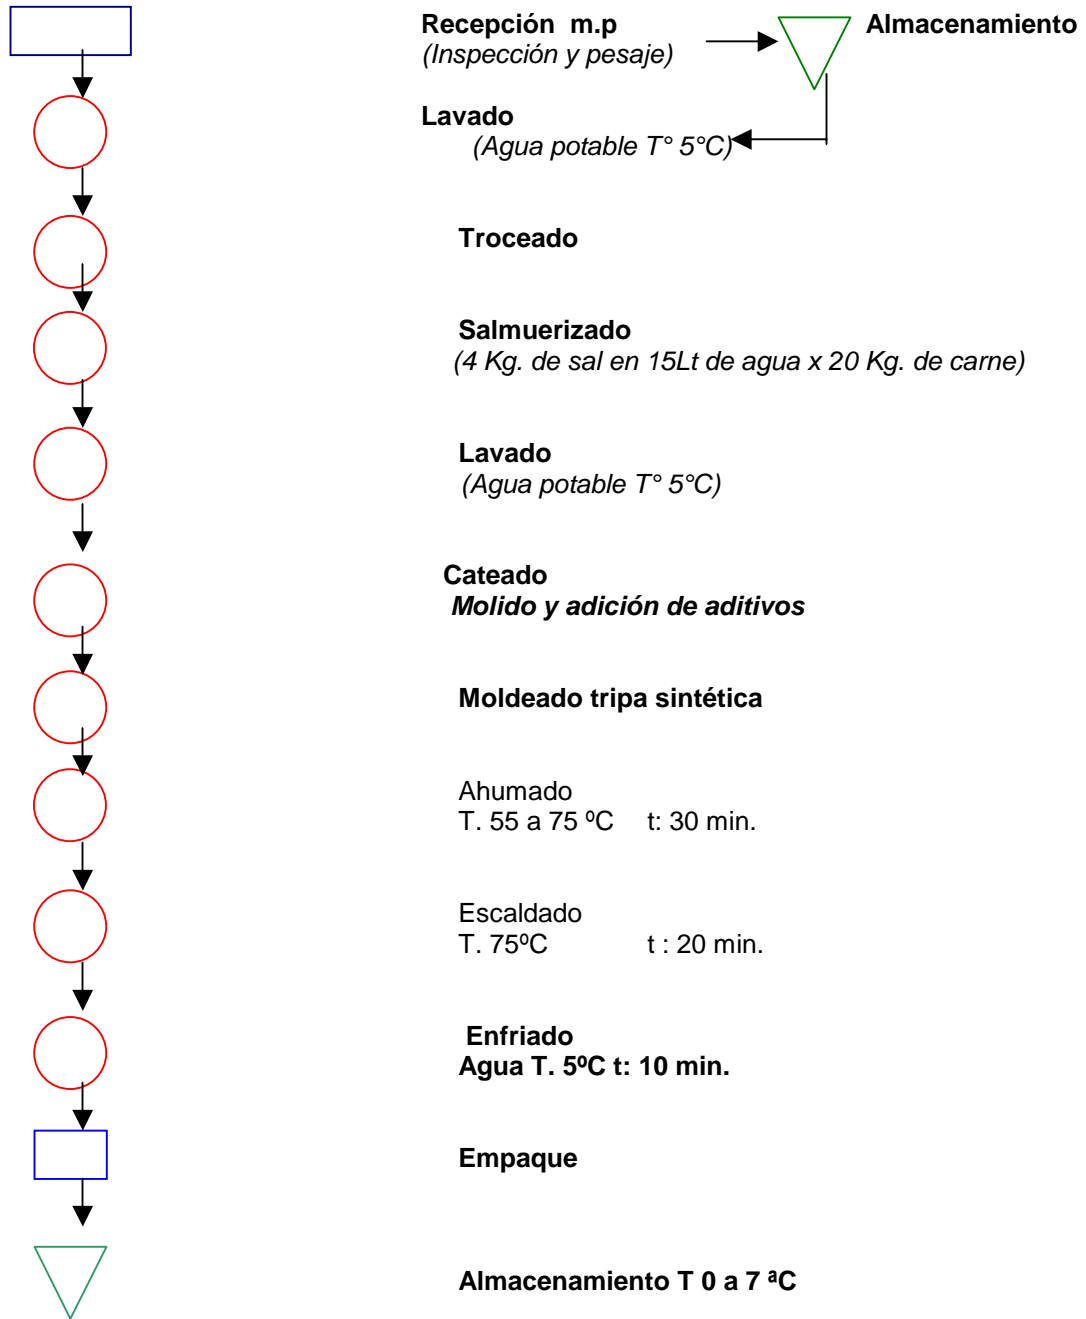 Recepción m.p
(Inspección y pesaje)
Almacenamiento
Lavado
(Agua potable T° 5°C)
Troceado
Salmuerizado
(4 Kg. de sal en 15Lt de agua x 20 Kg. de carne)
Lavado
(Agua potable T° 5°C)
Cateado
Molido y adición de aditivos
Moldeado tripa sintética
Ahumado
T. 55 a 75 ºC t: 30 min.
Escaldado
T. 75ºC t : 20 min.
Enfriado
Agua T. 5ºC t: 10 min.
Empaque
Almacenamiento T 0 a 7 ªC